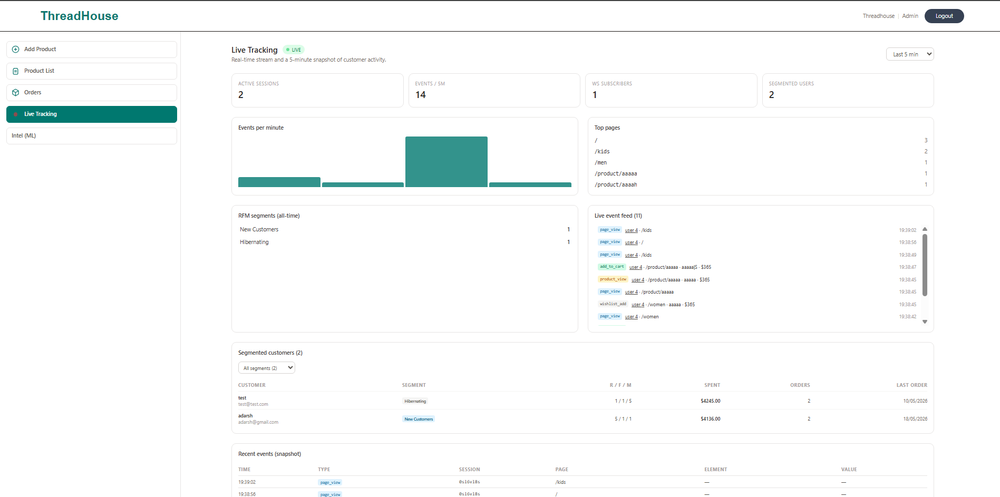 ThreadHouse
Threadhouse | Admin
Logout
Add Product
Product List
Orders
Live Tracking
Intel (ML)
Live Tracking
LIVE
Real-time stream and a 5-minute snapshot of customer activity.
Last 5 min
ACTIVE SESSIONS
2
EVENTS / 5M
14
WS SUBSCRIBERS
1
SEGMENTED USERS
2
Events per minute
Top pages
/ 3
/kids 2
/men 1
/product/aaaaa 1
/product/aaaah 1
RFM segments (all-time)
New Customers 1
Hibernating 1
Live event feed (11)
page_view user 4 · /kids 19:39:02
page_view user 4 · / 19:38:56
page_view user 4 · /kids 19:38:49
add_to_cart user 4 · /product/aaaaa · aaaaa|S · $365 19:38:47
product_view user 4 · /product/aaaaa · aaaaa · $365 19:38:45
page_view user 4 · /product/aaaaa 19:38:45
wishlist_add user 4 · /women · aaaaa · $365 19:38:45
page_view user 4 · /women 19:38:42
Segmented customers (2)
All segments (2)
CUSTOMER SEGMENT R / F / M SPENT ORDERS LAST ORDER
test
test@test.com
Hibernating 1 / 1 / 5 $4245.00 2 10/05/2026
adarsh
adarsh@gmail.com
New Customers 5 / 1 / 1 $4136.00 2 18/05/2026
Recent events (snapshot)
TIME TYPE SESSION PAGE ELEMENT VALUE
19:39:02 page_view 0s16v18s /kids — —
19:38:56 page_view 0s16v18s / — —